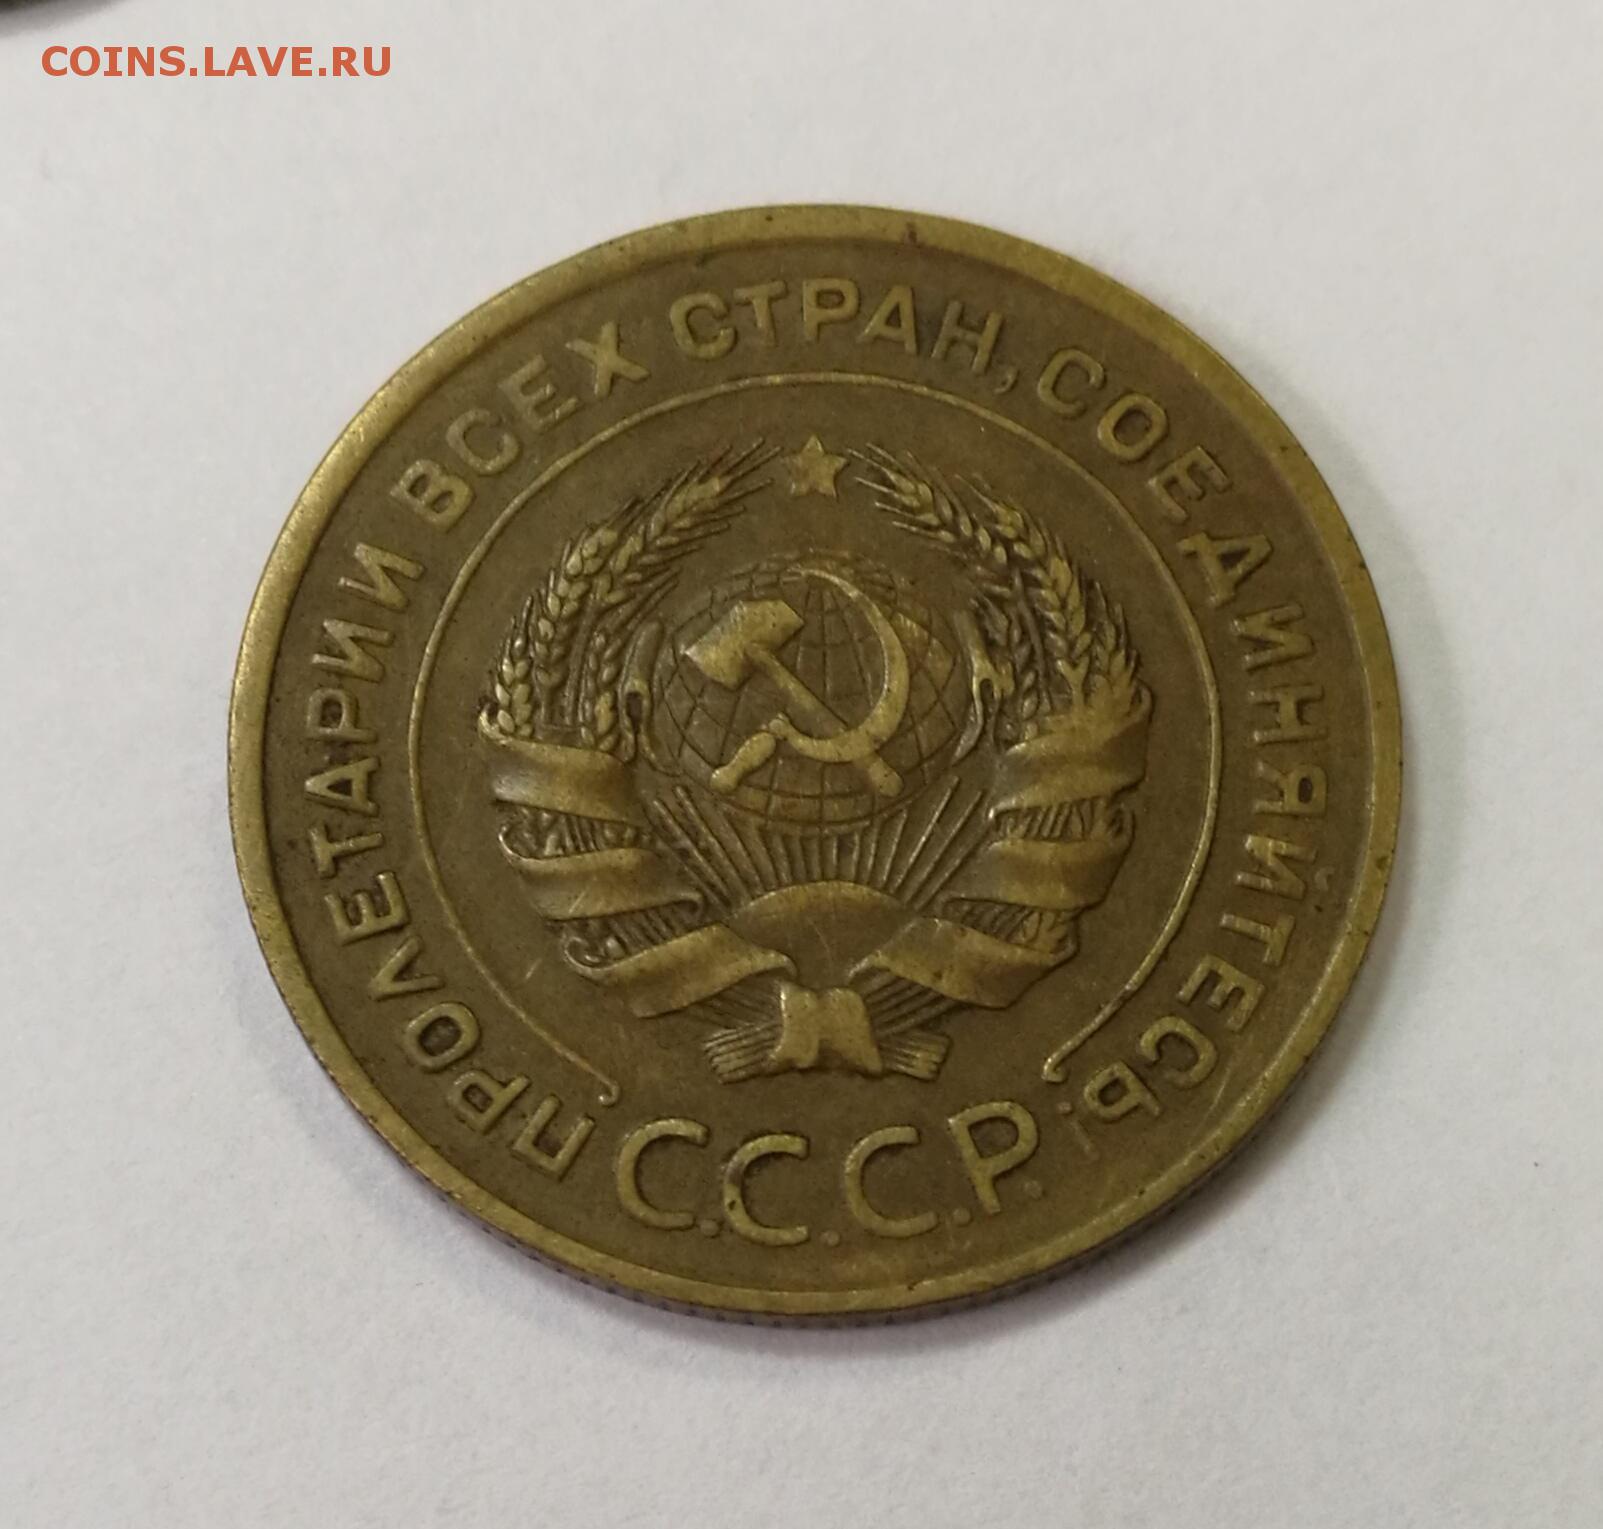 COINS.LAVE.RU
ПРОЛЕТАРИИ ВСЕХ СТРАН, СОЕДИНЯЙТЕСЬ!
С.С.С.Р.